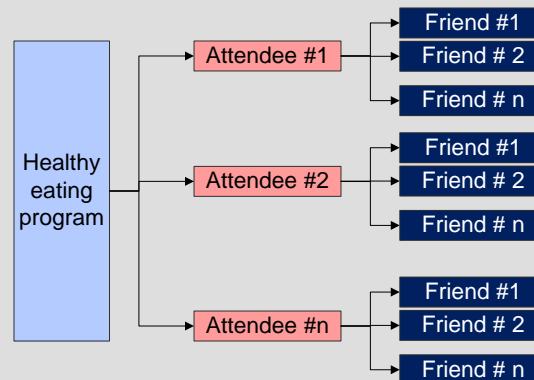 Healthy
eating
program
Attendee #1
Friend #1
Friend # 2
Friend # n
Attendee #2
Friend #1
Friend # 2
Friend # n
Attendee #n
Friend #1
Friend # 2
Friend # n